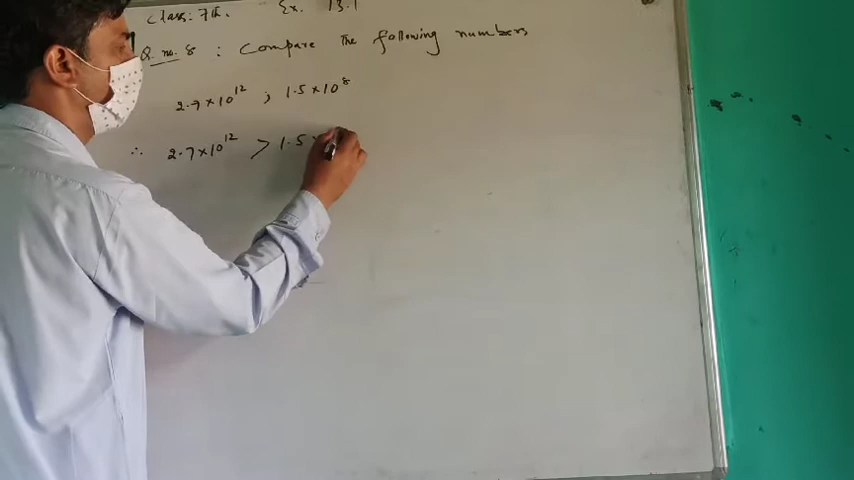 Class: 7th. Ex. 13.1
Q no. 8 : Compare the following numbers
2.7×10¹² ; 1.5×10⁸
∴ 2.7×10¹² > 1.5×